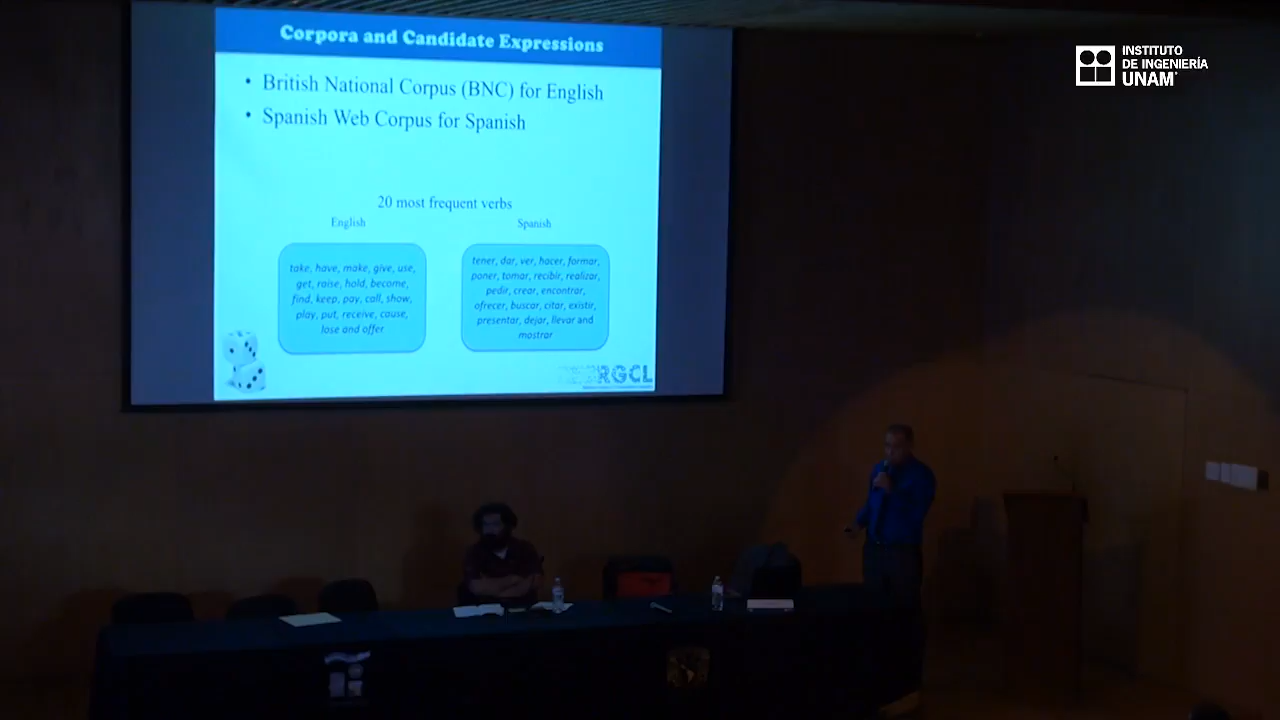 Corpora and Candidate Expressions
• British National Corpus (BNC) for English
• Spanish Web Corpus for Spanish
20 most frequent verbs
English
take, have, make, give, use,
get, raise, hold, become,
find, keep, pay, call, show,
play, put, receive, cause,
lose and offer
Spanish
tener, dar, ver, hacer, formar,
poner, tomar, recibir, realizar,
pedir, crear, encontrar,
ofrecer, buscar, citar, existir,
presentar, dejar, llevar and
mostrar
RGCL
INSTITUTO
DE INGENIERÍA
UNAM